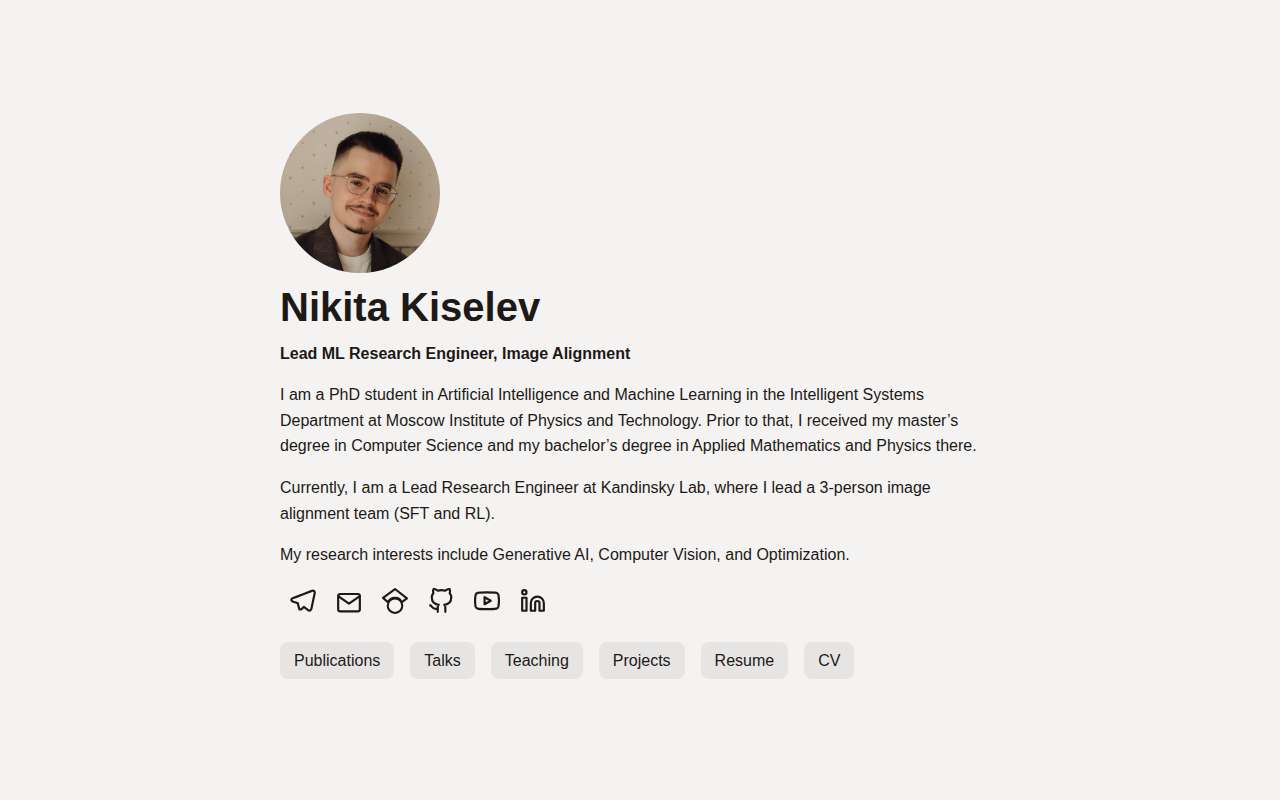 Nikita Kiselev
Lead ML Research Engineer, Image Alignment
I am a PhD student in Artificial Intelligence and Machine Learning in the Intelligent Systems
Department at Moscow Institute of Physics and Technology. Prior to that, I received my master’s
degree in Computer Science and my bachelor’s degree in Applied Mathematics and Physics there.
Currently, I am a Lead Research Engineer at Kandinsky Lab, where I lead a 3-person image
alignment team (SFT and RL).
My research interests include Generative AI, Computer Vision, and Optimization.
Publications Talks Teaching Projects Resume CV